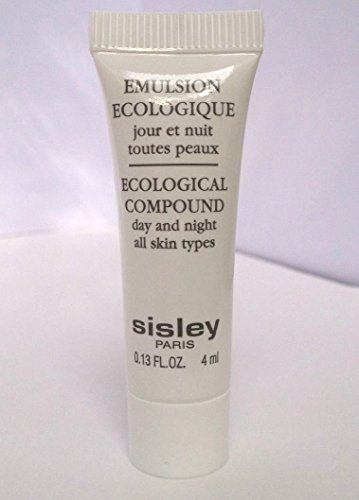 EMULSION
ECOLOGIQUE
jour et nuit
toutes peaux
ECOLOGICAL
COMPOUND
day and night
all skin types
sisley
PARIS
0.13 FL.OZ. 4 ml